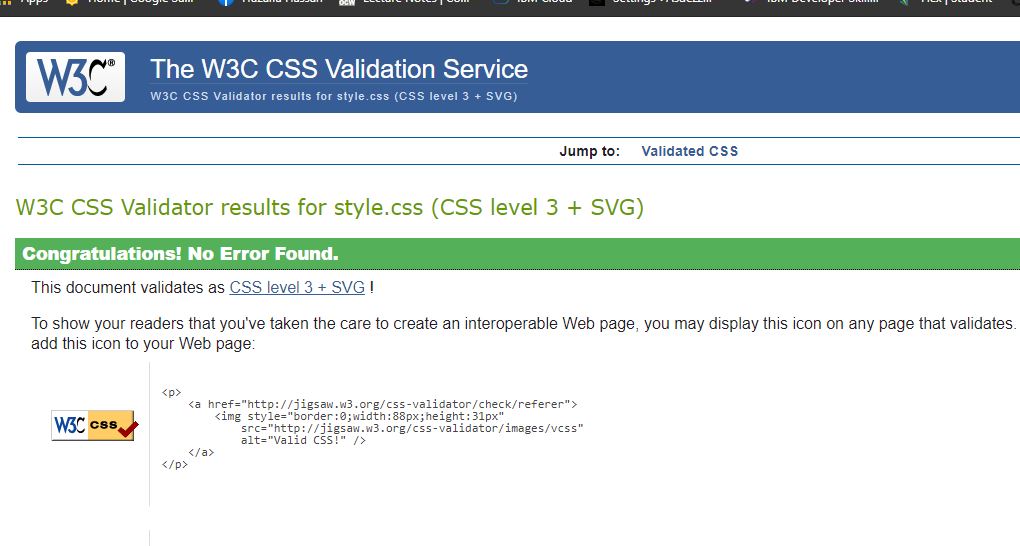 Apps
Home | Google
Hazaria Hassan
Lecture Notes | Co...
IBM Cloud
Settings
IBM Developer
Hex | Student
W3C®
The W3C CSS Validation Service
W3C CSS Validator results for style.css (CSS level 3 + SVG)
Jump to: Validated CSS
W3C CSS Validator results for style.css (CSS level 3 + SVG)
Congratulations! No Error Found.
This document validates as CSS level 3 + SVG !
To show your readers that you've taken the care to create an interoperable Web page, you may display this icon on any page that validates.
add this icon to your Web page:
W3C css
<p>
<a href="http://jigsaw.w3.org/css-validator/check/referer">
<img style="border:0;width:88px;height:31px"
src="http://jigsaw.w3.org/css-validator/images/vcss"
alt="Valid CSS!" />
</a>
</p>